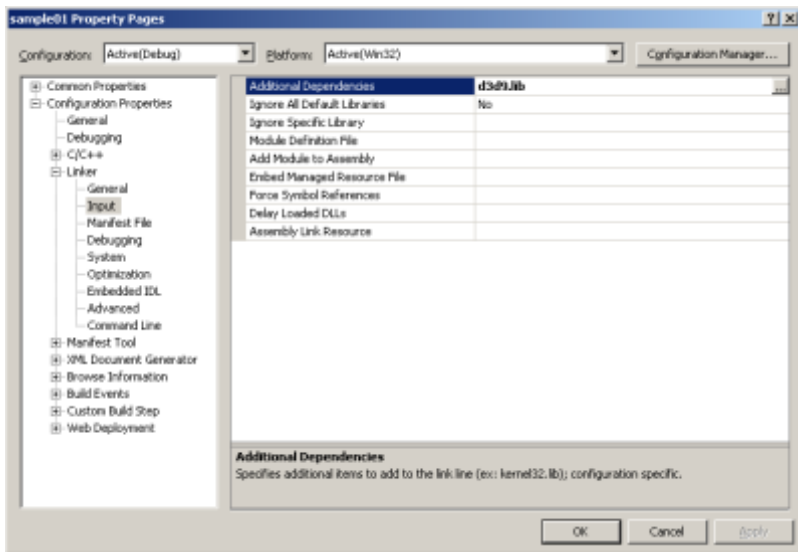 sample01 Property Pages
Configuration: Active(Debug) Platform: Active(Win32) Configuration Manager...
Common Properties
Configuration Properties
General
Debugging
C/C++
Linker
General
Input
Manifest File
Debugging
System
Optimization
Embedded IDL
Advanced
Command Line
Manifest Tool
XML Document Generator
Browse Information
Build Events
Custom Build Step
Web Deployment
Additional Dependencies d3d9.lib ...
Ignore All Default Libraries No
Ignore Specific Library
Module Definition File
Add Module to Assembly
Embed Managed Resource File
Force Symbol References
Delay Loaded DLLs
Assembly Link Resource
Additional Dependencies
Specifies additional items to add to the link line (ex: kernel32.lib); configuration specific.
OK Cancel Apply